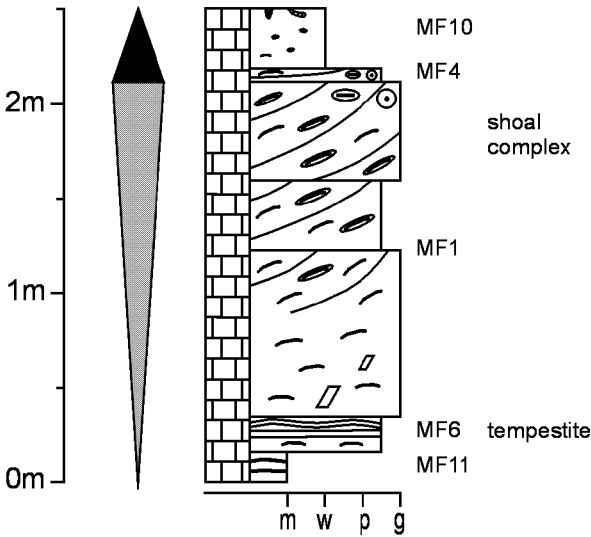 MF10
MF4
2m
shoal
complex
MF1
1m
MF6 tempestite
MF11
0m
m w p g